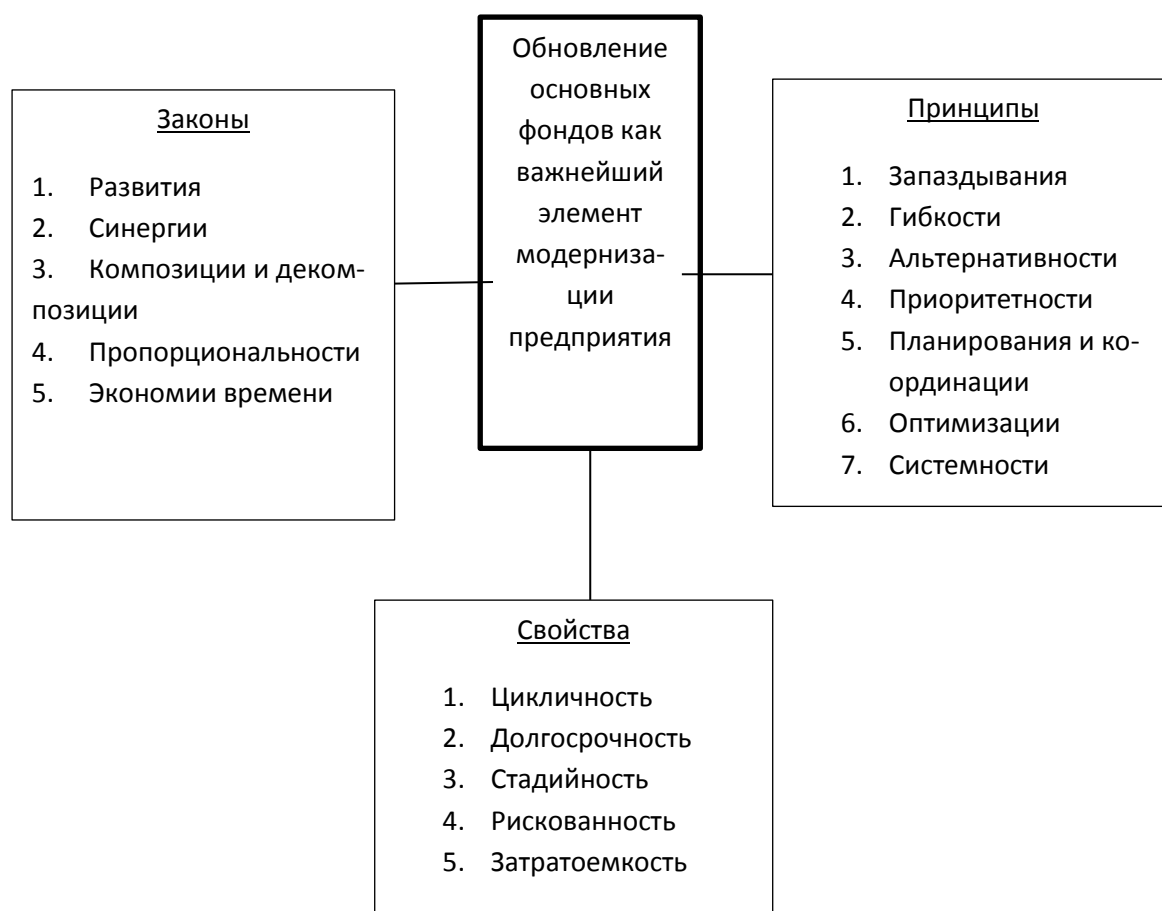 Обновление
основных
фондов как
важнейший
элемент
модерниза-
ции
предприятия
Законы
1. Развития
2. Синергии
3. Композиции и деком-
позиции
4. Пропорциональности
5. Экономии времени
Принципы
1. Запаздывания
2. Гибкости
3. Альтернативности
4. Приоритетности
5. Планирования и ко-
ординации
6. Оптимизации
7. Системности
Свойства
1. Цикличность
2. Долгосрочность
3. Стадийность
4. Рискованность
5. Затратоемкость